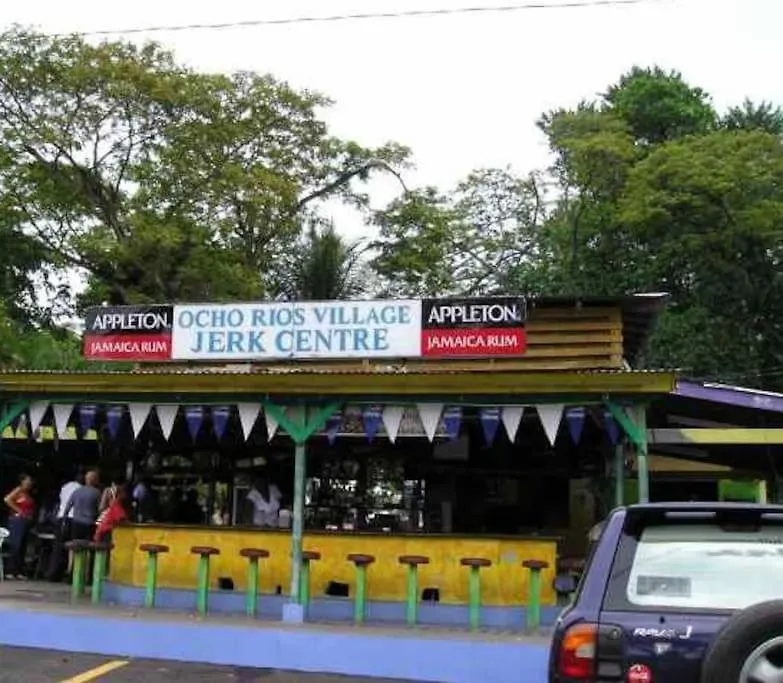 APPLETON
JAMAICA RUM
OCHO RIOS VILLAGE
JERK CENTRE
APPLETON
JAMAICA RUM
RAV4 J